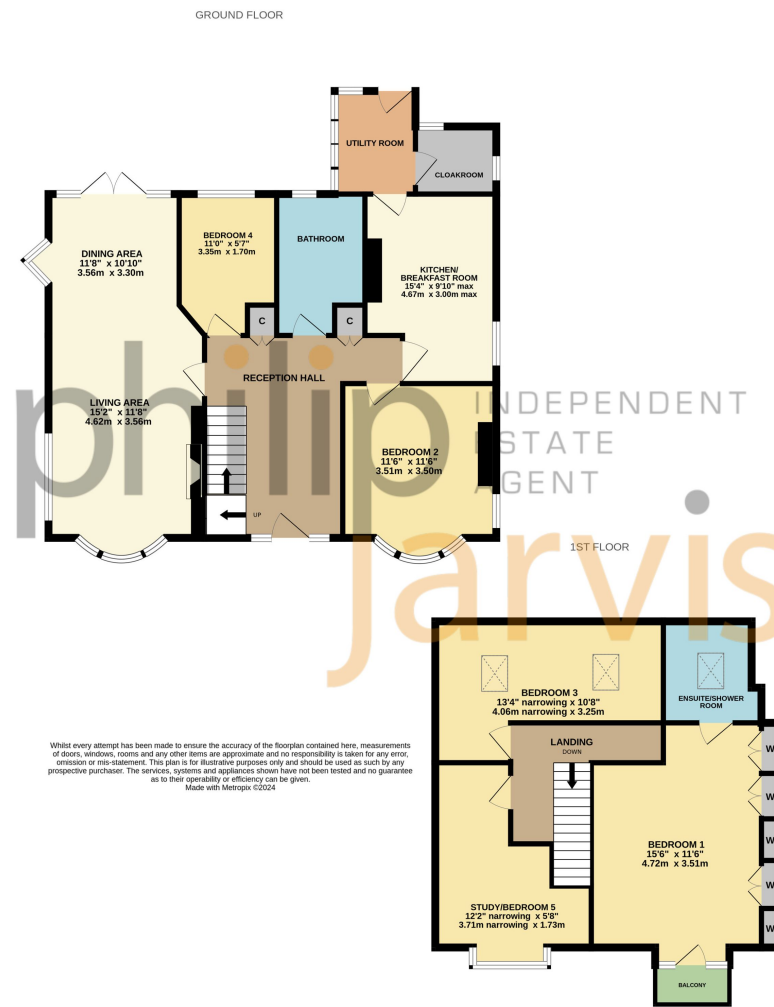 GROUND FLOOR
UTILITY ROOM
CLOAKROOM
DINING AREA
11'8" x 10'10"
3.56m x 3.30m
BEDROOM 4
11'0" x 5'7"
3.35m x 1.70m
BATHROOM
KITCHEN/
BREAKFAST ROOM
15'4" x 9'10" max
4.67m x 3.00m max
C
C
RECEPTION HALL
LIVING AREA
15'2" x 11'8"
4.62m x 3.56m
BEDROOM 2
11'6" x 11'6"
3.51m x 3.50m
UP
philip
INDEPENDENT
ESTATE
AGENT
jarvis
1ST FLOOR
BEDROOM 3
13'4" narrowing x 10'8"
4.06m narrowing x 3.25m
ENSUITE/SHOWER
ROOM
LANDING
DOWN
W
W
W
W
W
BEDROOM 1
15'6" x 11'6"
4.72m x 3.51m
STUDY/BEDROOM 5
12'2" narrowing x 5'8"
3.71m narrowing x 1.73m
BALCONY
Whilst every attempt has been made to ensure the accuracy of the floorplan contained here, measurements
of doors, windows, rooms and any other items are approximate and no responsibility is taken for any error,
omission or mis-statement. This plan is for illustrative purposes only and should be used as such by any
prospective purchaser. The services, systems and appliances shown have not been tested and no guarantee
as to their operability or efficiency can be given.
Made with Metropix ©2024